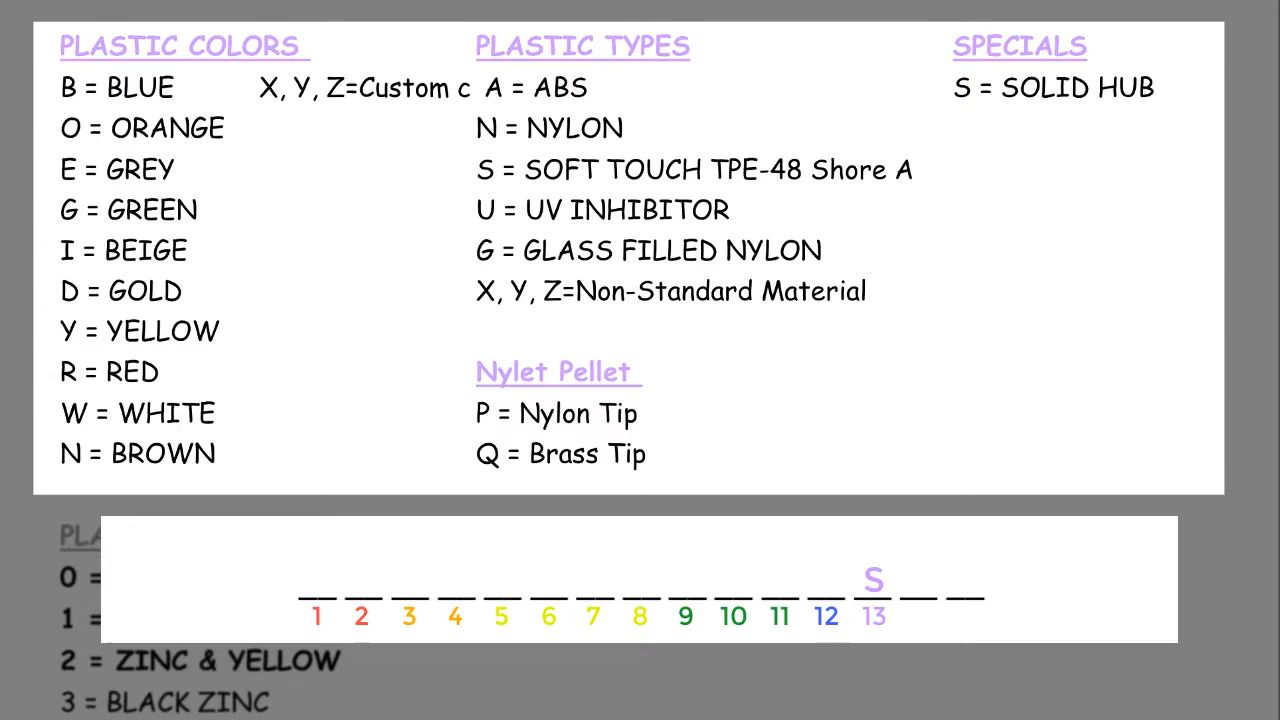 PLASTIC COLORS
B = BLUE X, Y, Z=Custom c
O = ORANGE
E = GREY
G = GREEN
I = BEIGE
D = GOLD
Y = YELLOW
R = RED
W = WHITE
N = BROWN
PLASTIC TYPES
A = ABS
N = NYLON
S = SOFT TOUCH TPE-48 Shore A
U = UV INHIBITOR
G = GLASS FILLED NYLON
X, Y, Z=Non-Standard Material
Nylet Pellet
P = Nylon Tip
Q = Brass Tip
SPECIALS
S = SOLID HUB
PLA
0 =
1 =
2 = ZINC & YELLOW
3 = BLACK ZINC
S
1 2 3 4 5 6 7 8 9 10 11 12 13